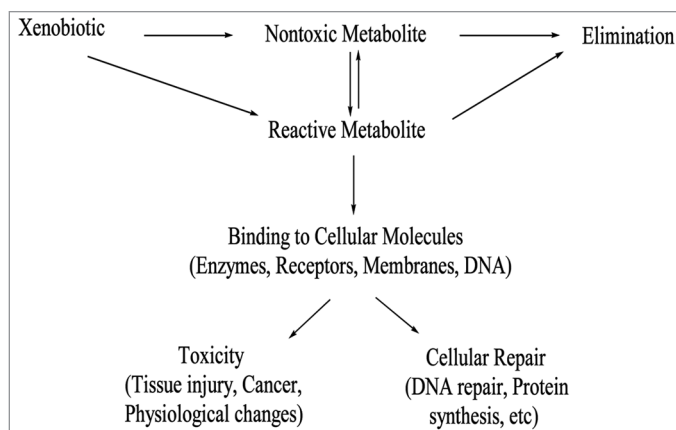 Xenobiotic
Nontoxic Metabolite
Elimination
Reactive Metabolite
Binding to Cellular Molecules
(Enzymes, Receptors, Membranes, DNA)
Toxicity
(Tissue injury, Cancer,
Physiological changes)
Cellular Repair
(DNA repair, Protein
synthesis, etc)